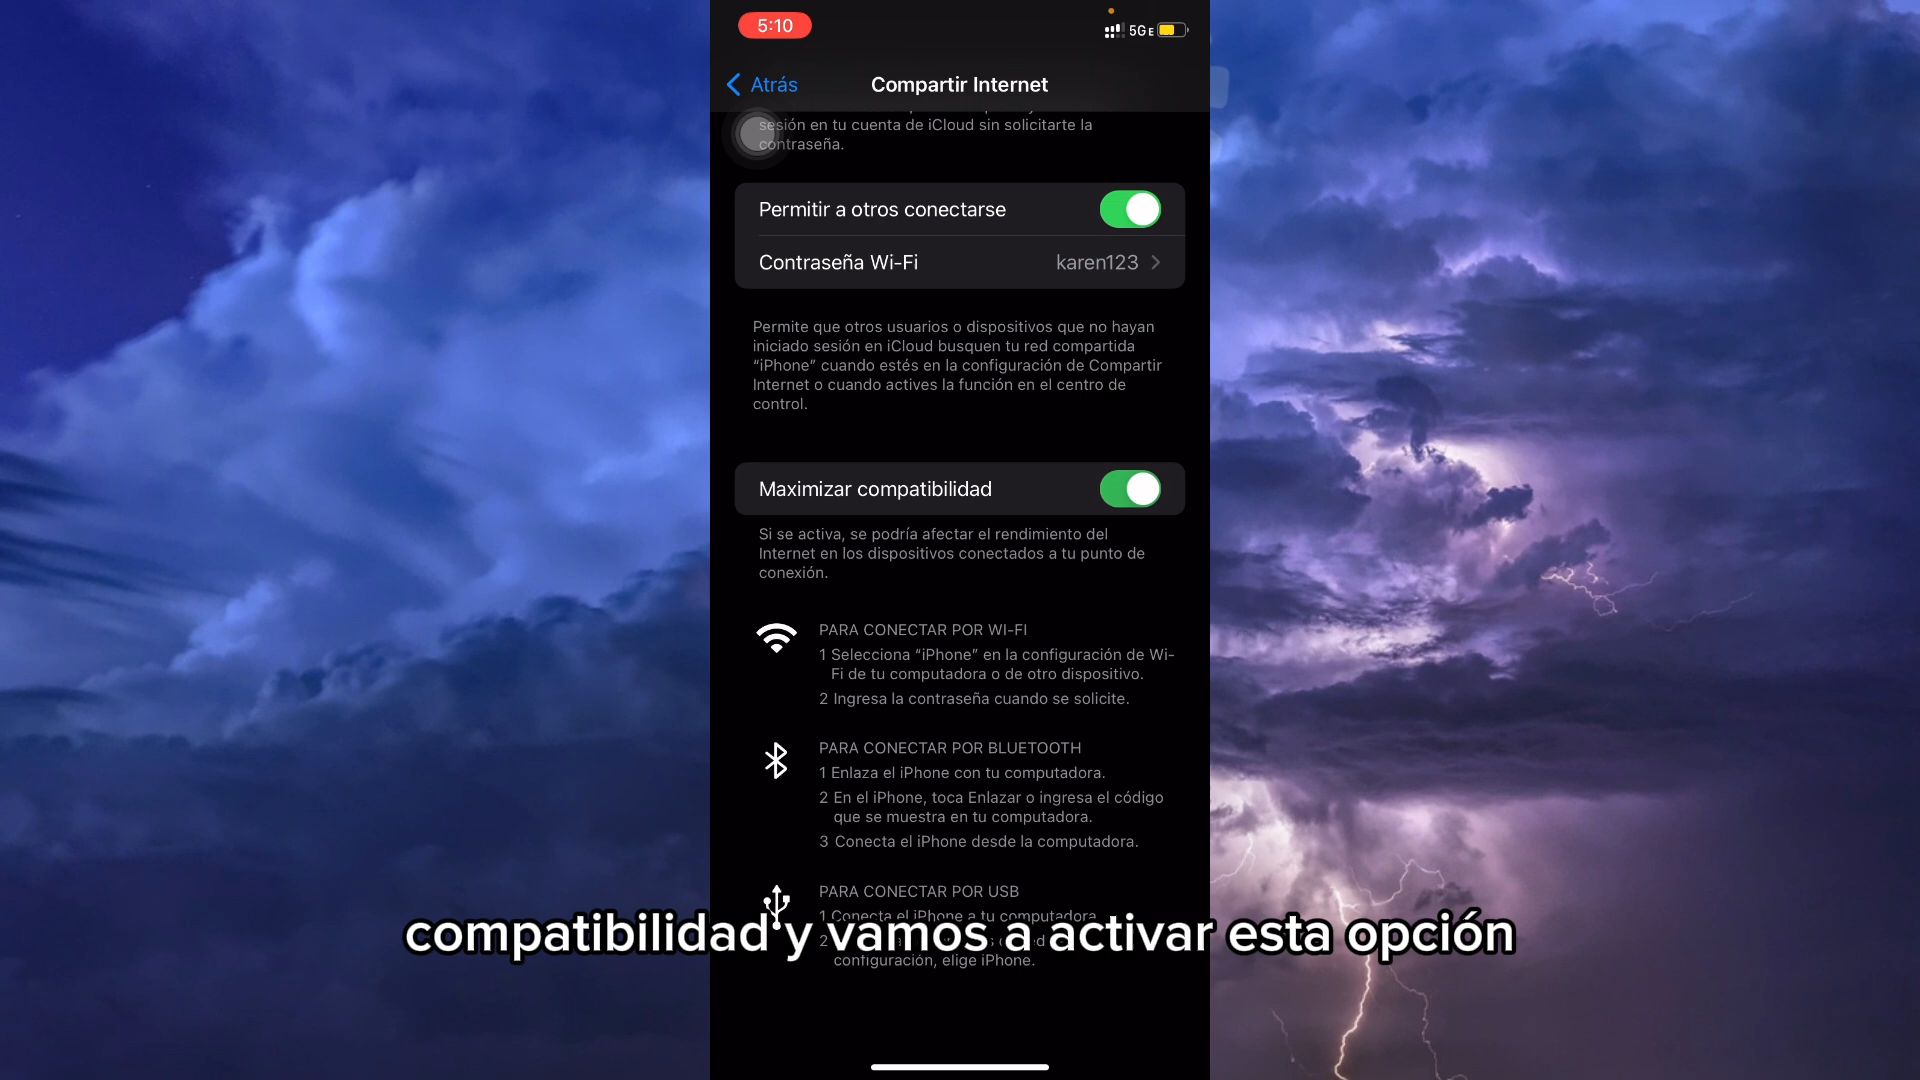 5:10
5GE
Atrás
Compartir Internet
sesión en tu cuenta de iCloud sin solicitarte la
contraseña.
Permitir a otros conectarse
Contraseña Wi-Fi karen123
Permite que otros usuarios o dispositivos que no hayan
iniciado sesión en iCloud busquen tu red compartida
“iPhone” cuando estés en la configuración de Compartir
Internet o cuando actives la función en el centro de
control.
Maximizar compatibilidad
Si se activa, se podría afectar el rendimiento del
Internet en los dispositivos conectados a tu punto de
conexión.
PARA CONECTAR POR WI-FI
1 Selecciona “iPhone” en la configuración de Wi-
Fi de tu computadora o de otro dispositivo.
2 Ingresa la contraseña cuando se solicite.
PARA CONECTAR POR BLUETOOTH
1 Enlaza el iPhone con tu computadora.
2 En el iPhone, toca Enlazar o ingresa el código
que se muestra en tu computadora.
3 Conecta el iPhone desde la computadora.
PARA CONECTAR POR USB
1 Conecta el iPhone a tu computadora.
2
configuración, elige iPhone.
compatibilidad y vamos a activar esta opción